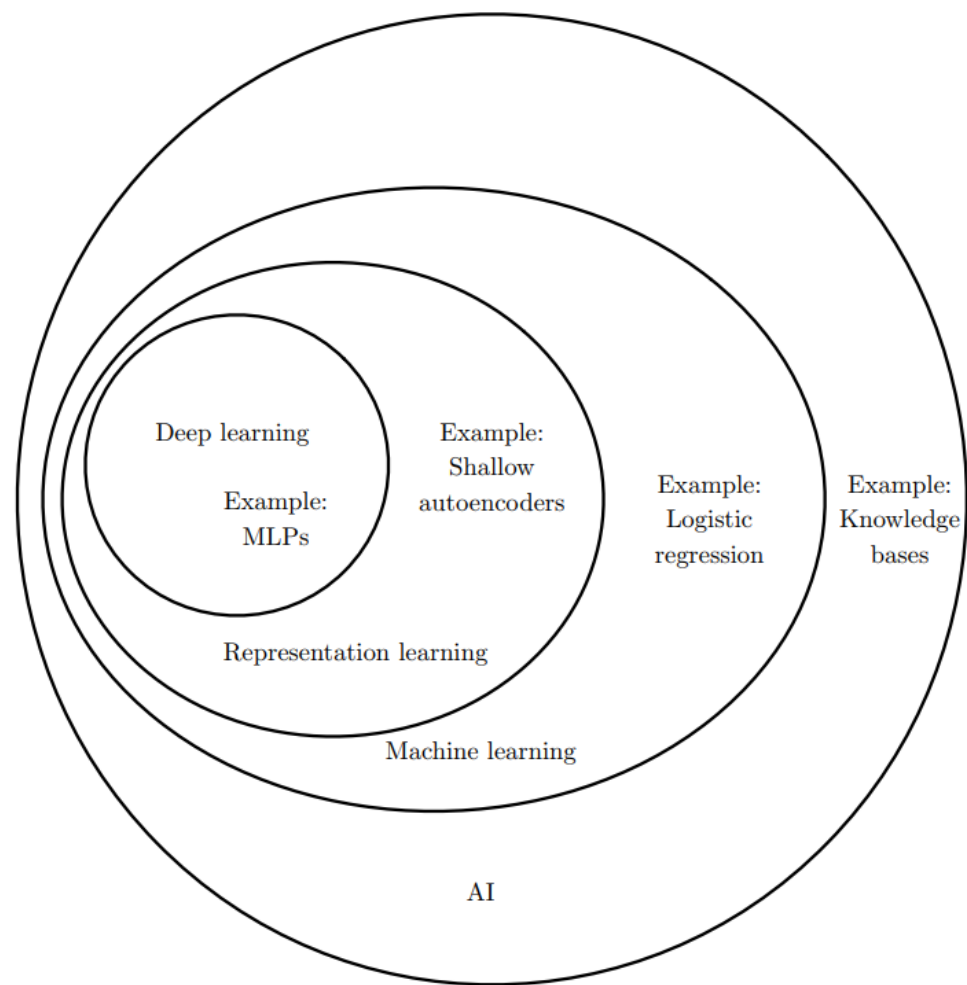 Deep learning
Example:
MLPs
Example:
Shallow
autoencoders
Example:
Logistic
regression
Example:
Knowledge
bases
Representation learning
Machine learning
AI